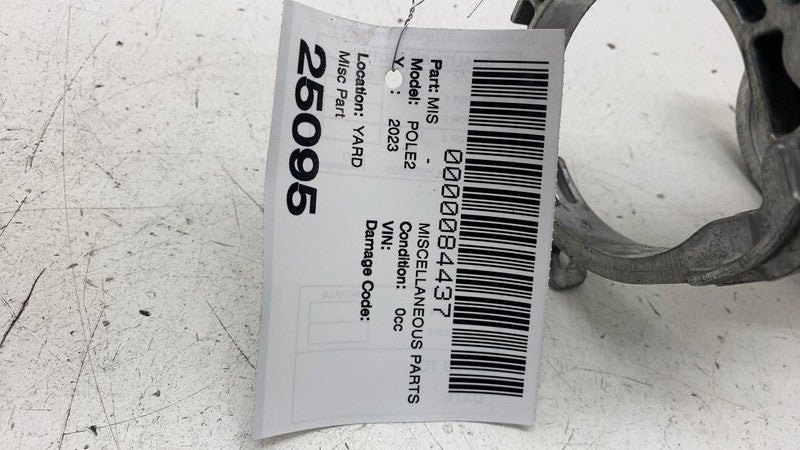 0000084437
Part: MIS - MISCELLANEOUS PARTS
Model: POLE2 Condition: 0cc
Y : 2023 VIN:
Damage Code:
Location: YARD
Misc Part
25095